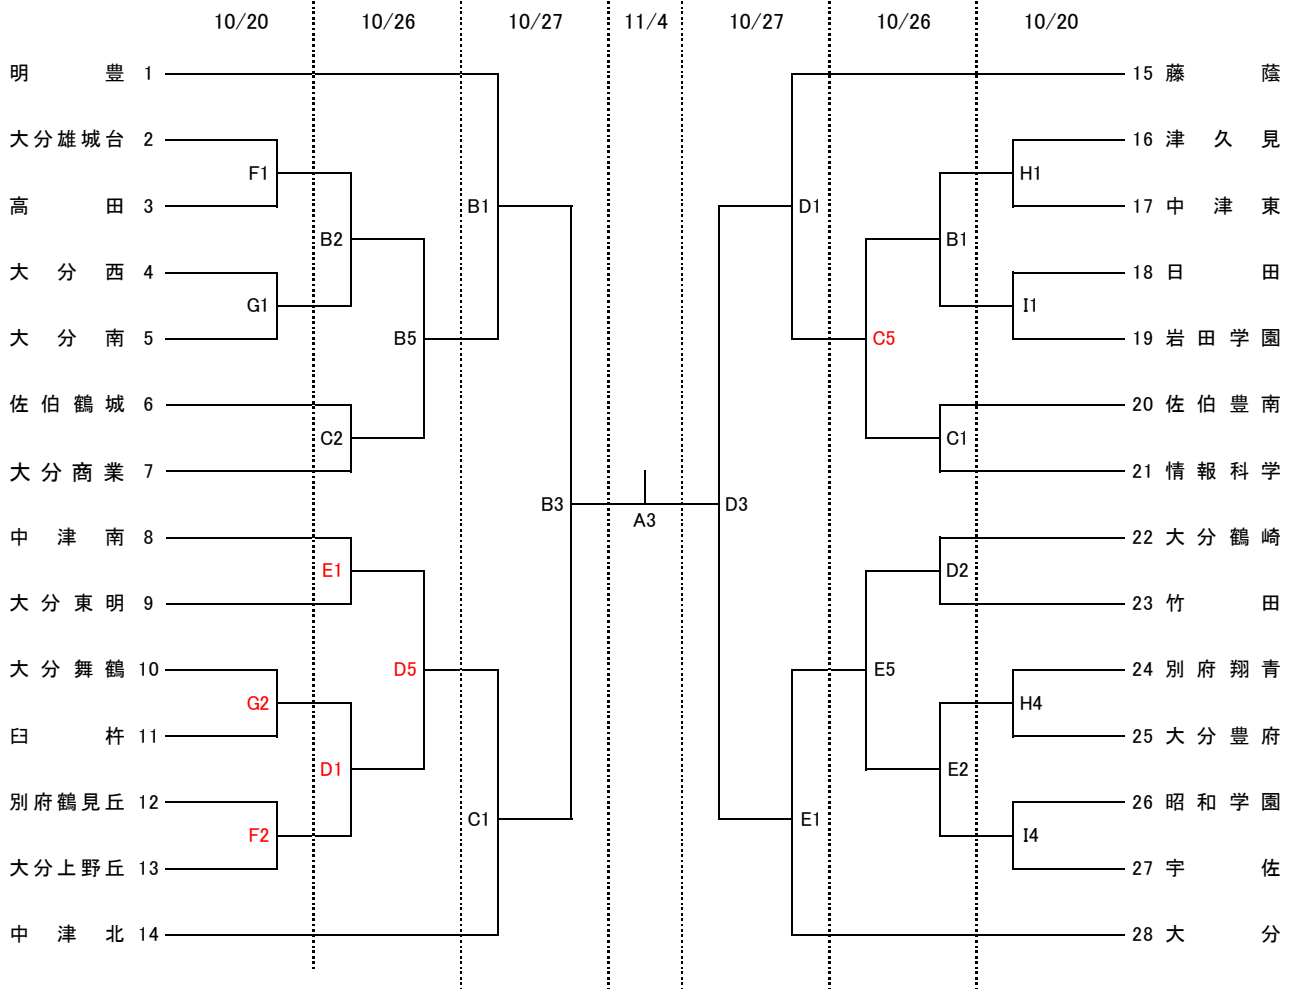 10/20 10/26 10/27 11/4 10/27 10/26 10/20
明豊 1 15 藤蔭
大分雄城台 2 16 津久見
F1 H1
高田 3 B1 D1 17 中津東
B2 B1
大分西 4 18 日田
G1 I1
大分南 5 B5 C5 19 岩田学園
佐伯鶴城 6 20 佐伯豊南
C2 C1
大分商業 7 21 情報科学
B3 D3
A3
中津南 8 22 大分鶴崎
E1 D2
大分東明 9 23 竹田
大分舞鶴 10 D5 E5 24 別府翔青
G2 H4
臼杵 11 25 大分豊府
D1 E2
別府鶴見丘 12 26 昭和学園
C1 E1
F2 I4
大分上野丘 13 27 宇佐
中津北 14 28 大分